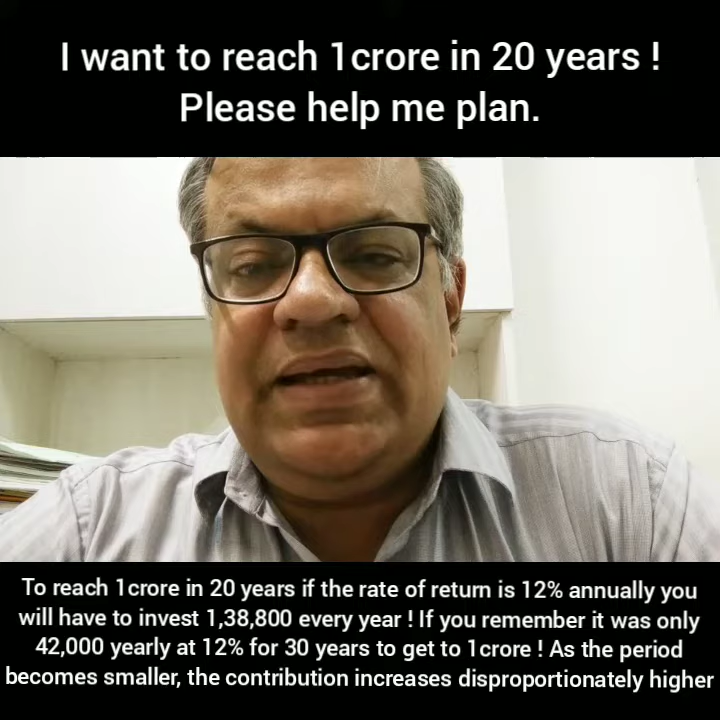 I want to reach 1crore in 20 years !
Please help me plan.
To reach 1crore in 20 years if the rate of return is 12% annually you
will have to invest 1,38,800 every year ! If you remember it was only
42,000 yearly at 12% for 30 years to get to 1crore ! As the period
becomes smaller, the contribution increases disproportionately higher